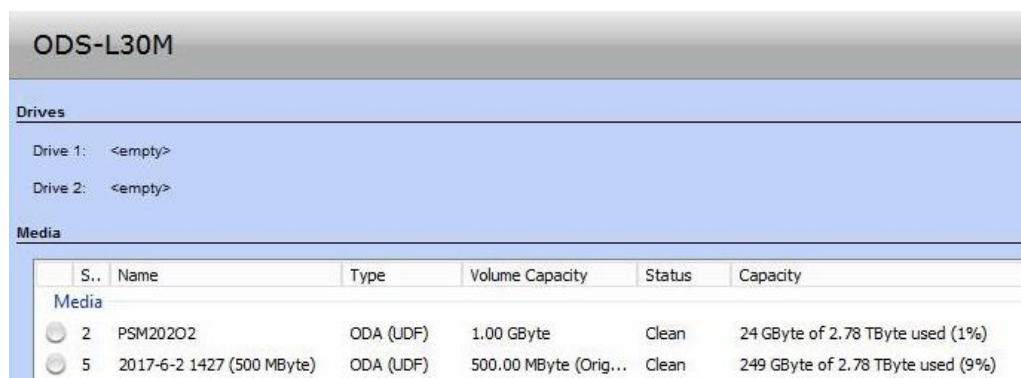 ODS-L30M
Drives
Drive 1: <empty>
Drive 2: <empty>
Media
S.. Name Type Volume Capacity Status Capacity
Media
2 PSM202O2 ODA (UDF) 1.00 GByte Clean 24 GByte of 2.78 TByte used (1%)
5 2017-6-2 1427 (500 MByte) ODA (UDF) 500.00 MByte (Orig... Clean 249 GByte of 2.78 TByte used (9%)